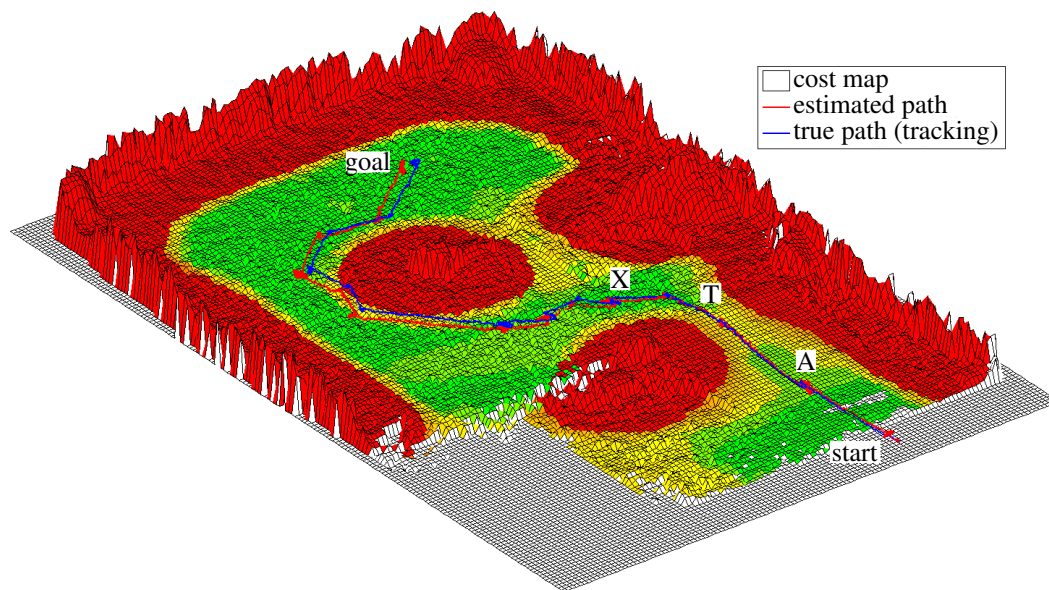 cost map
estimated path
true path (tracking)
goal
X
T
A
start